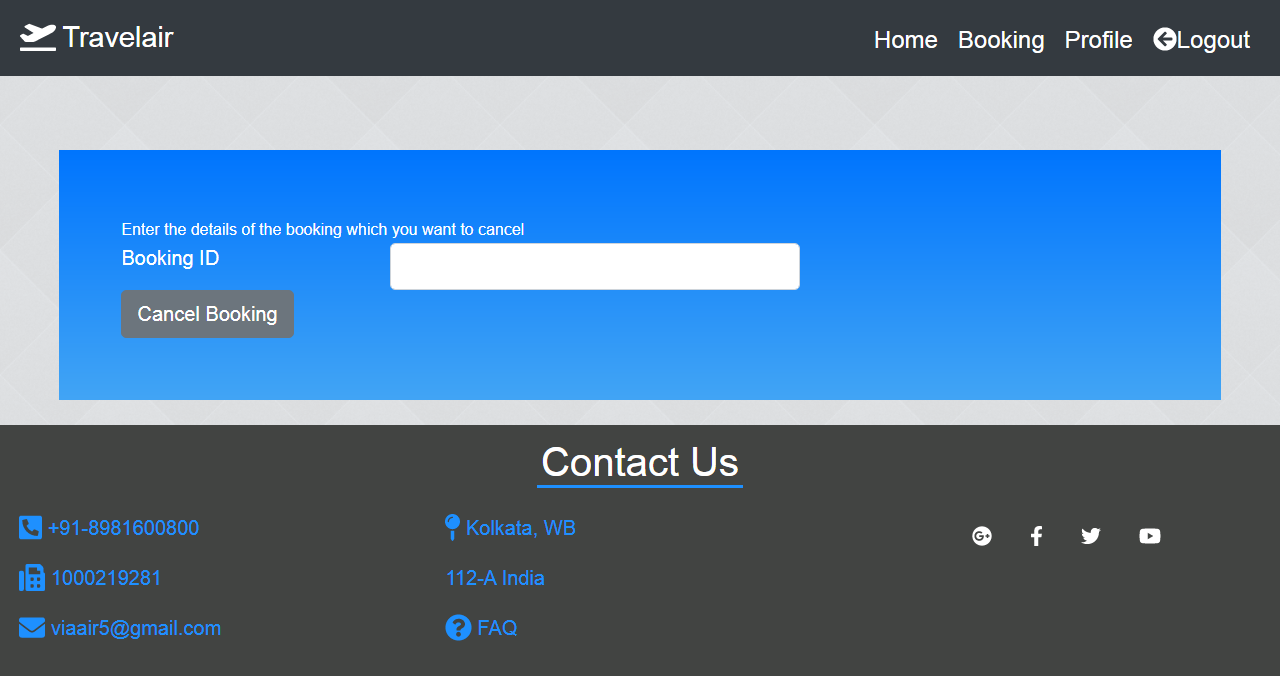 Travelair
Home Booking Profile Logout
Enter the details of the booking which you want to cancel
Booking ID
Cancel Booking
Contact Us
+91-8981600800
1000219281
viaair5@gmail.com
Kolkata, WB
112-A India
FAQ
G+